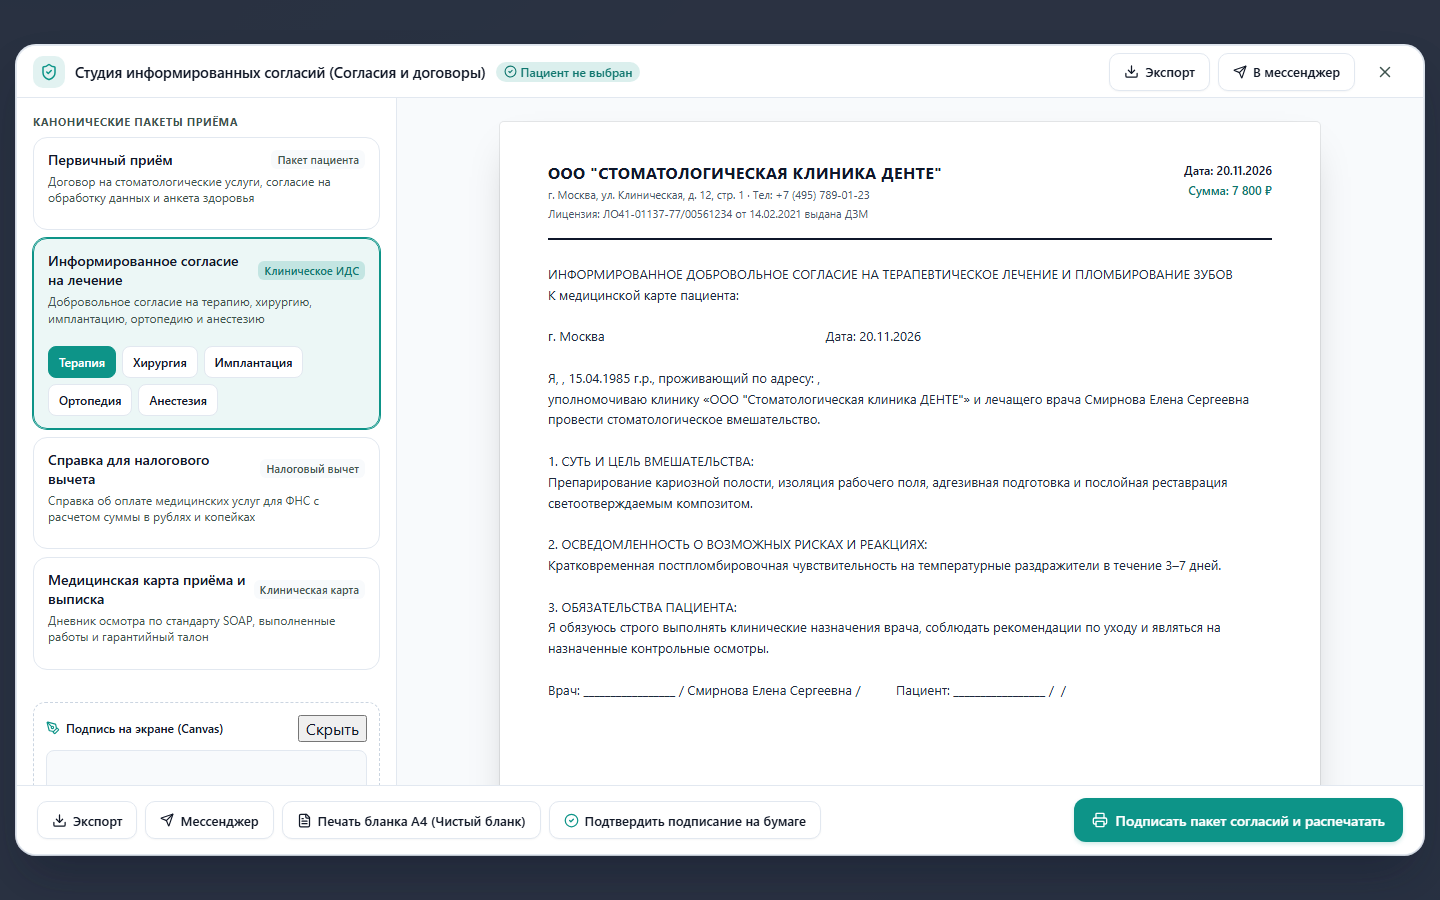 Студия информированных согласий (Согласия и договоры)
Пациент не выбран
Экспорт
В мессенджер
КАНОНИЧЕСКИЕ ПАКЕТЫ ПРИЁМА
Первичный приём
Пакет пациента
Договор на стоматологические услуги, согласие на
обработку данных и анкета здоровья
Информированное согласие
на лечение
Клиническое ИДС
Добровольное согласие на терапию, хирургию,
имплантацию, ортопедию и анестезию
Терапия
Хирургия
Имплантация
Ортопедия
Анестезия
Справка для налогового
вычета
Налоговый вычет
Справка об оплате медицинских услуг для ФНС с
расчетом суммы в рублях и копейках
Медицинская карта приёма и
выписка
Клиническая карта
Дневник осмотра по стандарту SOAP, выполненные
работы и гарантийный талон
Подпись на экране (Canvas)
Скрыть
ООО "СТОМАТОЛОГИЧЕСКАЯ КЛИНИКА ДЕНТЕ"
г. Москва, ул. Клиническая, д. 12, стр. 1 · Тел: +7 (495) 789-01-23
Лицензия: ЛО41-01137-77/00561234 от 14.02.2021 выдана ДЗМ
Дата: 20.11.2026
Сумма: 7 800 ₽
ИНФОРМИРОВАННОЕ ДОБРОВОЛЬНОЕ СОГЛАСИЕ НА ТЕРАПЕВТИЧЕСКОЕ ЛЕЧЕНИЕ И ПЛОМБИРОВАНИЕ ЗУБОВ
К медицинской карте пациента:
г. Москва Дата: 20.11.2026
Я, , 15.04.1985 г.р., проживающий по адресу: ,
уполномочиваю клинику «ООО "Стоматологическая клиника ДЕНТЕ"» и лечащего врача Смирнова Елена Сергеевна
провести стоматологическое вмешательство.
1. СУТЬ И ЦЕЛЬ ВМЕШАТЕЛЬСТВА:
Препарирование кариозной полости, изоляция рабочего поля, адгезивная подготовка и послойная реставрация
светоотверждаемым композитом.
2. ОСВЕДОМЛЕННОСТЬ О ВОЗМОЖНЫХ РИСКАХ И РЕАКЦИЯХ:
Кратковременная постпломбировочная чувствительность на температурные раздражители в течение 3–7 дней.
3. ОБЯЗАТЕЛЬСТВА ПАЦИЕНТА:
Я обязуюсь строго выполнять клинические назначения врача, соблюдать рекомендации по уходу и являться на
назначенные контрольные осмотры.
Врач: ________________ / Смирнова Елена Сергеевна / Пациент: ________________ / /
Экспорт
Мессенджер
Печать бланка А4 (Чистый бланк)
Подтвердить подписание на бумаге
Подписать пакет согласий и распечатать